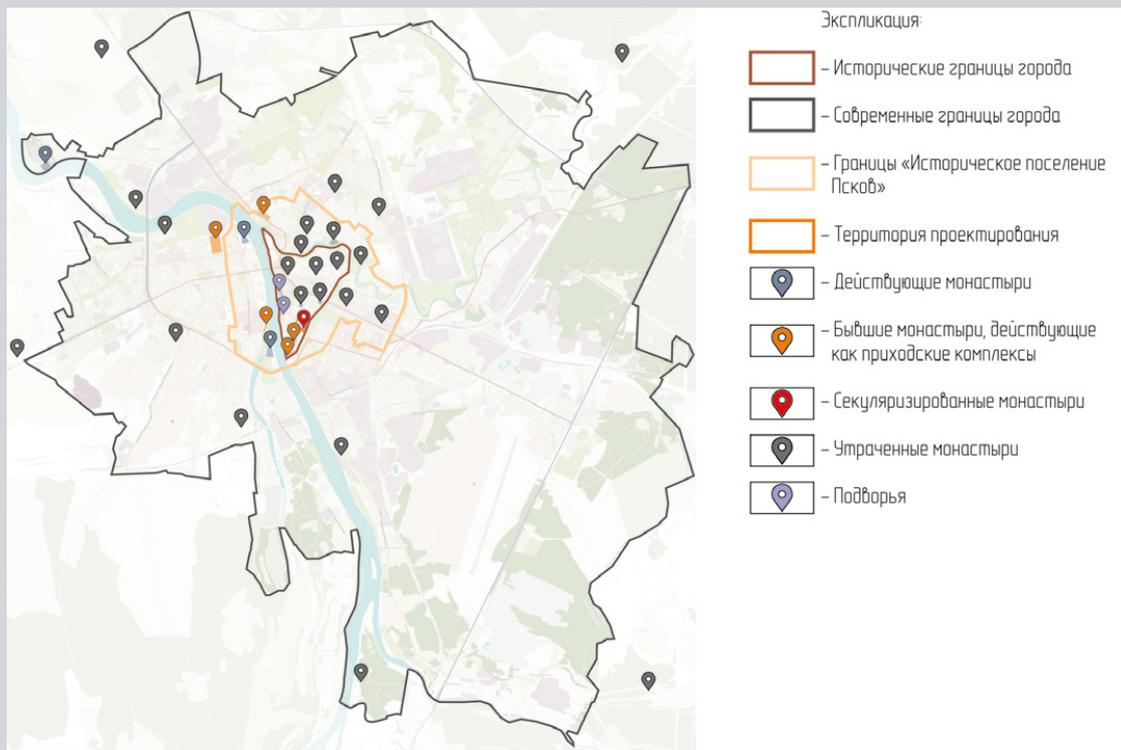 Экспликация:
– Исторические границы города
– Современные границы города
– Границы «Историческое поселение
Псков»
– Территория проектирования
– Действующие монастыри
– Бывшие монастыри, действующие
как приходские комплексы
– Секуляризированные монастыри
– Утраченные монастыри
– Подворья